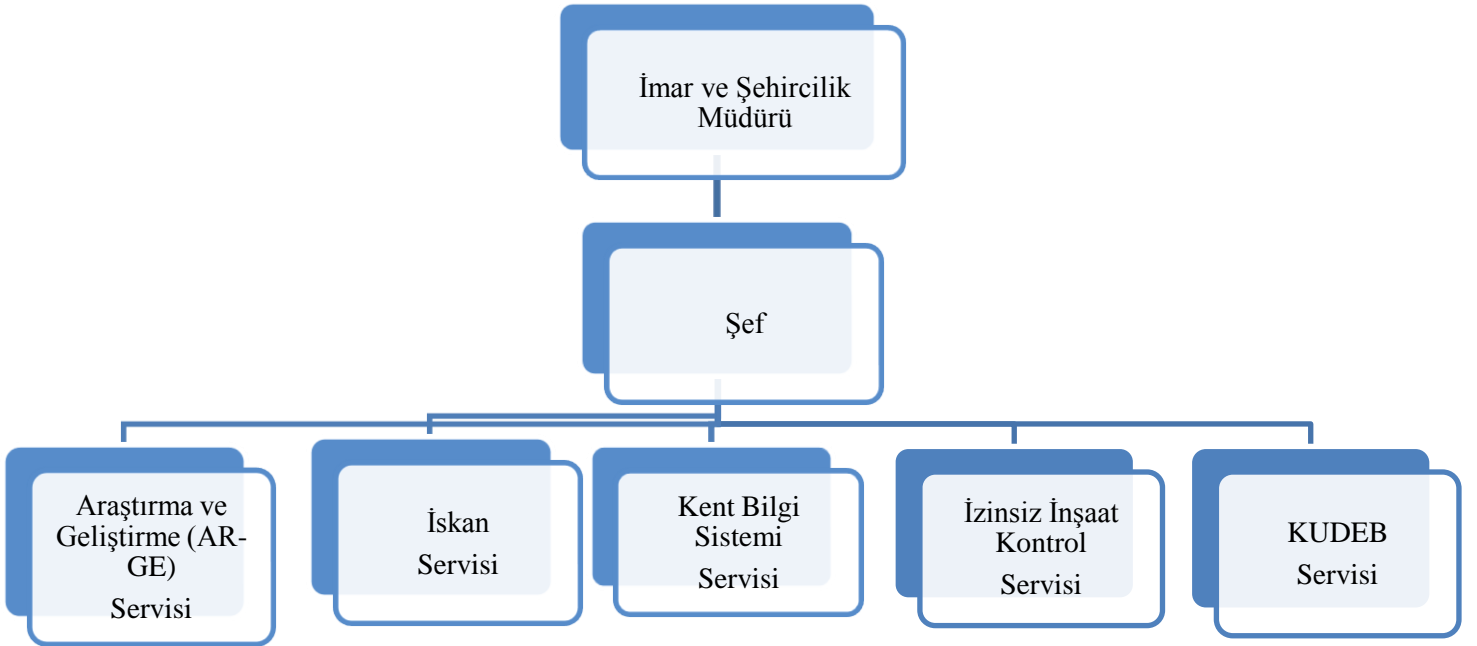 İmar ve Şehircilik
Müdürü
Şef
Araştırma ve
Geliştirme (AR-
GE)
Servisi
İskan
Servisi
Kent Bilgi
Sistemi
Servisi
İzinsiz İnşaat
Kontrol
Servisi
KUDEB
Servisi